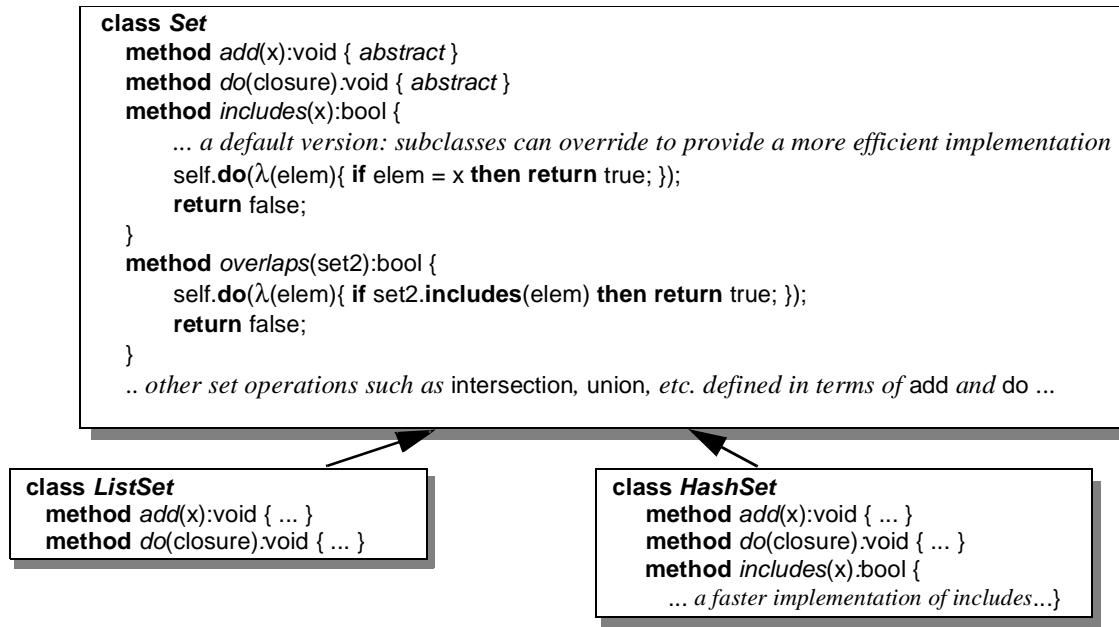 class Set
method add(x):void { abstract }
method do(closure):void { abstract }
method includes(x):bool {
... a default version: subclasses can override to provide a more efficient implementation
self.do(λ(elem){ if elem = x then return true; });
return false;
}
method overlaps(set2):bool {
self.do(λ(elem){ if set2.includes(elem) then return true; });
return false;
}
.. other set operations such as intersection, union, etc. defined in terms of add and do ...
class ListSet
method add(x):void { ... }
method do(closure):void { ... }
class HashSet
method add(x):void { ... }
method do(closure):void { ... }
method includes(x):bool {
... a faster implementation of includes...}